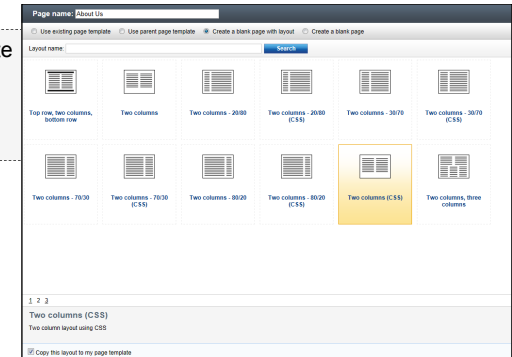 Page name: About Us
Use existing page template Use parent page template Create a blank page with layout Create a blank page
Layout name: Search
Top row, two columns, bottom row
Two columns
Two columns - 20/80
Two columns - 20/80 (CSS)
Two columns - 30/70
Two columns - 30/70 (CSS)
Two columns - 70/30
Two columns - 70/30 (CSS)
Two columns - 80/20
Two columns - 80/20 (CSS)
Two columns (CSS)
Two columns, three columns
1 2 3
Two columns (CSS)
Two column layout using CSS
Copy this layout to my page template